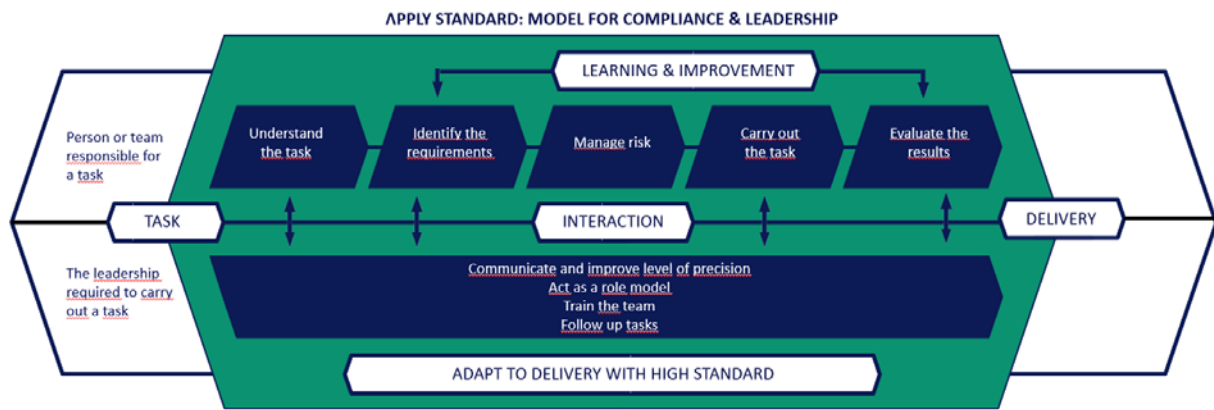 APPLY STANDARD: MODEL FOR COMPLIANCE & LEADERSHIP
LEARNING & IMPROVEMENT
Person or team
responsible for
a task
Understand
the task
Identify the
requirements
Manage risk
Carry out
the task
Evaluate the
results
TASK
INTERACTION
DELIVERY
The leadership
required to carry
out a task
Communicate and improve level of precision
Act as a role model
Train the team
Follow up tasks
ADAPT TO DELIVERY WITH HIGH STANDARD